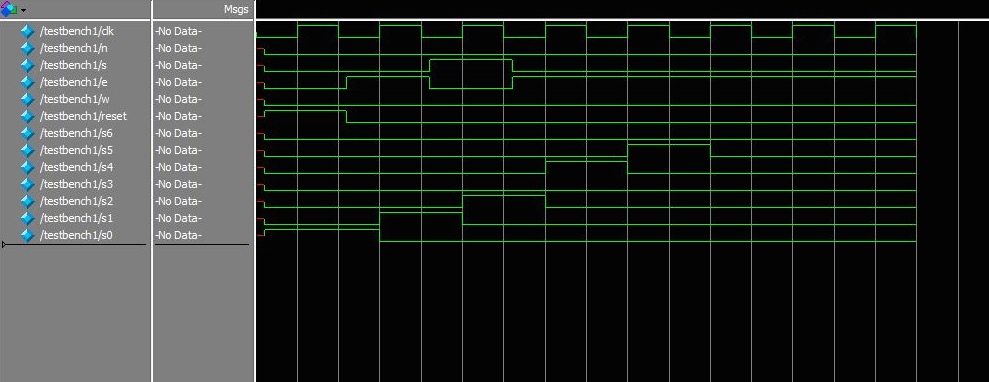 Msgs
/testbench1/clk -No Data-
/testbench1/n -No Data-
/testbench1/s -No Data-
/testbench1/e -No Data-
/testbench1/w -No Data-
/testbench1/reset -No Data-
/testbench1/s6 -No Data-
/testbench1/s5 -No Data-
/testbench1/s4 -No Data-
/testbench1/s3 -No Data-
/testbench1/s2 -No Data-
/testbench1/s1 -No Data-
/testbench1/s0 -No Data-